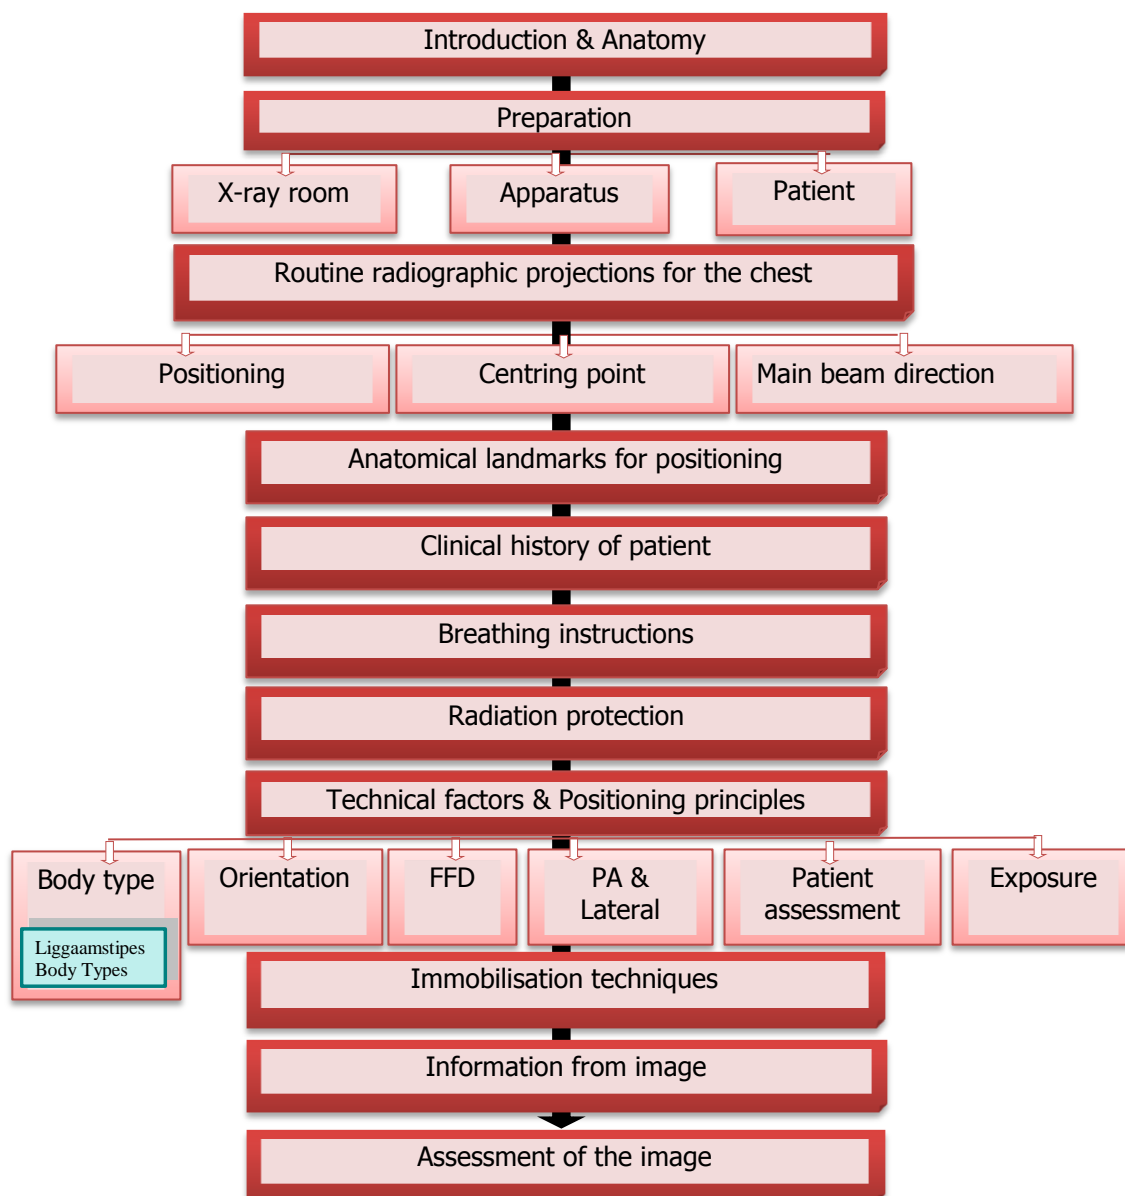 Introduction & Anatomy
Preparation
X-ray room
Apparatus
Patient
Routine radiographic projections for the chest
Positioning
Centring point
Main beam direction
Anatomical landmarks for positioning
Clinical history of patient
Breathing instructions
Radiation protection
Technical factors & Positioning principles
Body type
Liggaamstipes
Body Types
Orientation
FFD
PA &
Lateral
Patient
assessment
Exposure
Immobilisation techniques
Information from image
Assessment of the image